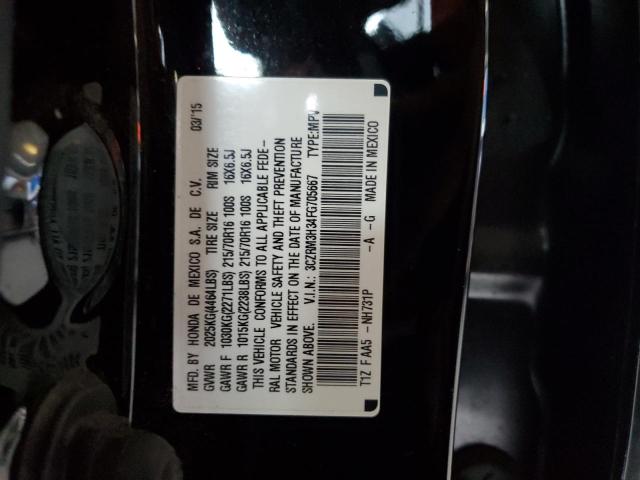 MFD. BY HONDA DE MEXICO S.A. DE C.V. 03/'15
GVWR 2025KG(4464LBS) TIRE SIZE RIM SIZE
GAWR F 1030KG(2271LBS) 215/70R16 100S 16X6.5J
GAWR R 1015KG(2238LBS) 215/70R16 100S 16X6.5J
THIS VEHICLE CONFORMS TO ALL APPLICABLE FEDE-
RAL MOTOR VEHICLE SAFETY AND THEFT PREVENTION
STANDARDS IN EFFECT ON THE DATE OF MANUFACTURE
SHOWN ABOVE. V.I.N.: 3CZRM3H34FG705667 TYPE:MPV
T1Z F AA5 -NH731P -A -G MADE IN MEXICO